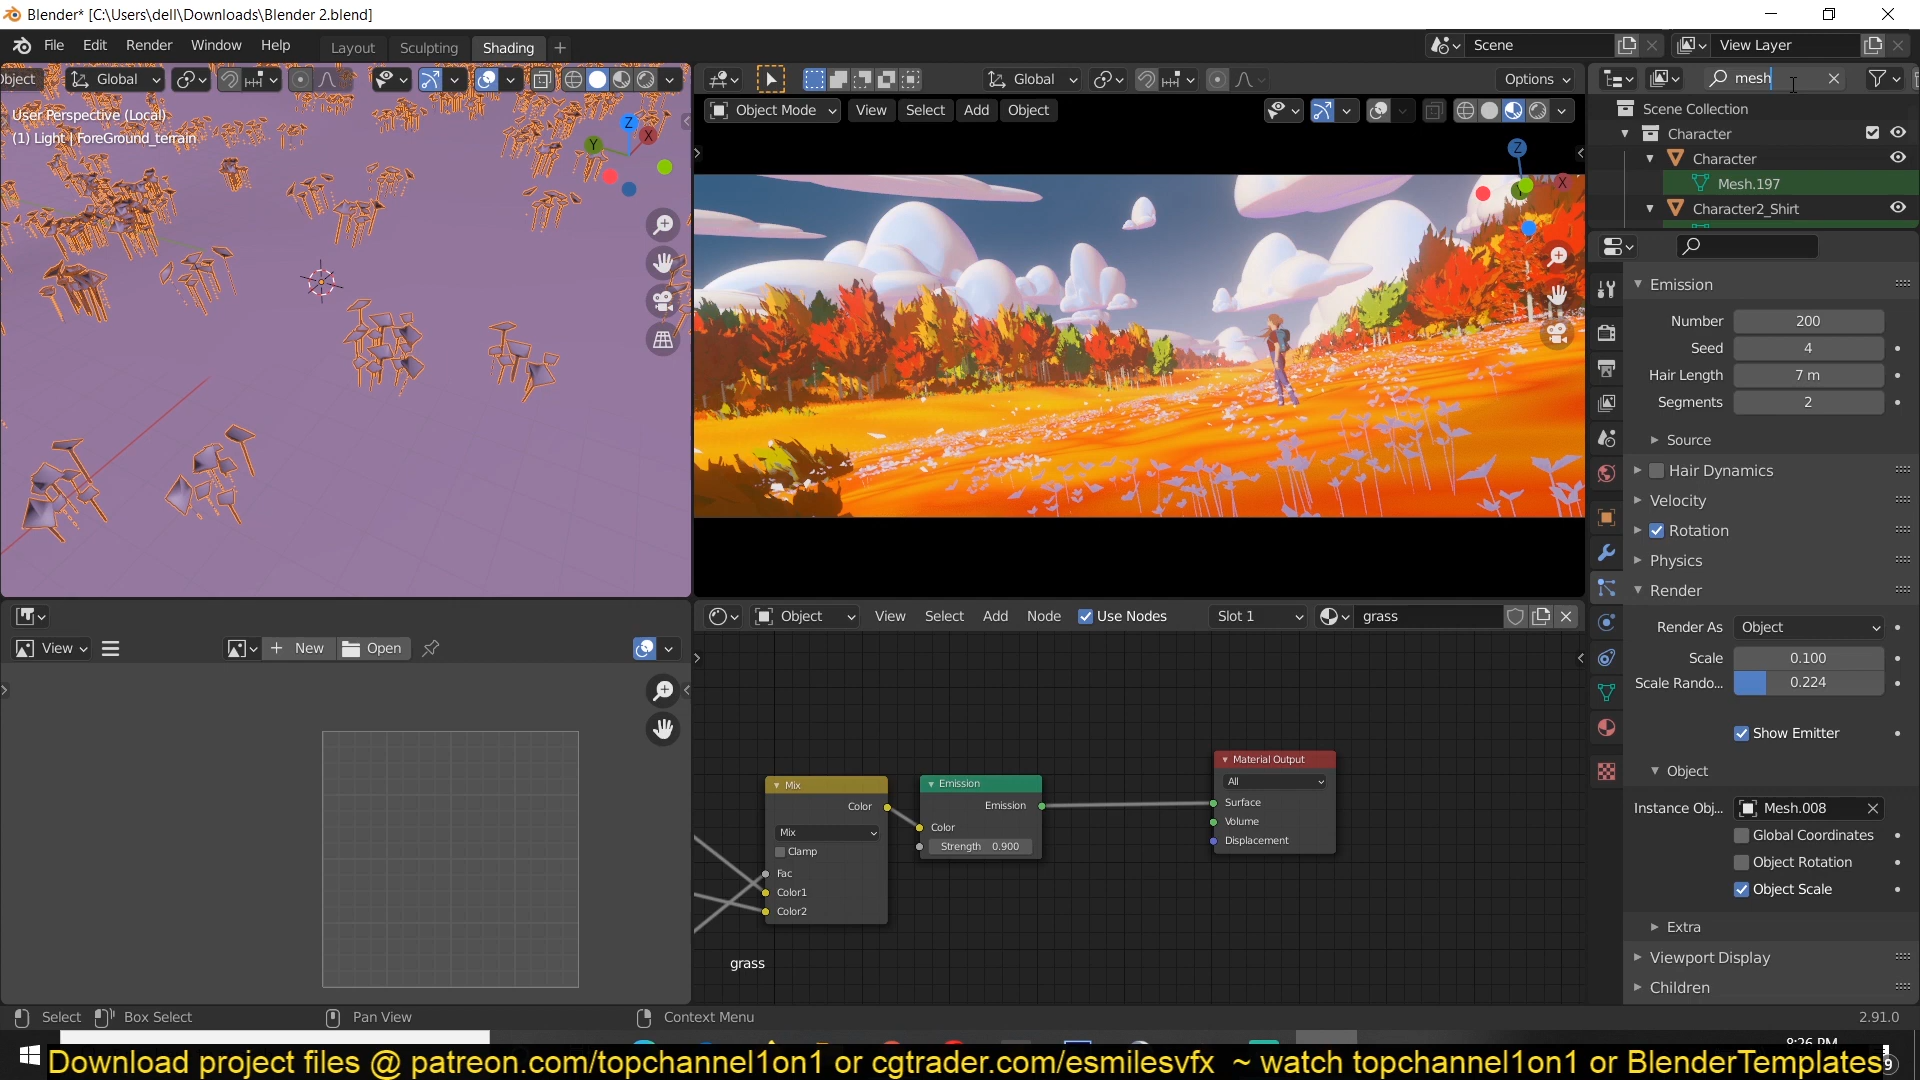 Blender* [C:\Users\dell\Downloads\Blender 2.blend]
File Edit Render Window Help Layout Sculpting Shading Scene View Layer
Object Global Global Options mesh
Object Mode View Select Add Object
User Perspective (Local)
(1) Light | ForeGround_terrain
Z Y X
Z Y X
Scene Collection
Character
Character
Mesh.197
Character2_Shirt
Emission
Number 200
Seed 4
Hair Length 7 m
Segments 2
Source
Hair Dynamics
Velocity
Rotation
Physics
Render
Render As Object
Scale 0.100
Scale Rando... 0.224
Show Emitter
Object
Instance Obj... Mesh.008
Global Coordinates
Object Rotation
Object Scale
Extra
Viewport Display
Children
View New Open
Object View Select Add Node Use Nodes Slot 1 grass
Mix
Color
Mix
Clamp
Fac
Color1
Color2
Emission
Emission
Color
Strength 0.900
Material Output
All
Surface
Volume
Displacement
grass
Select Box Select Pan View Context Menu 2.91.0
8:26 PM
Download project files @ patreon.com/topchannel1on1 or cgtrader.com/esmilesvfx ~ watch topchannel1on1 or BlenderTemplates